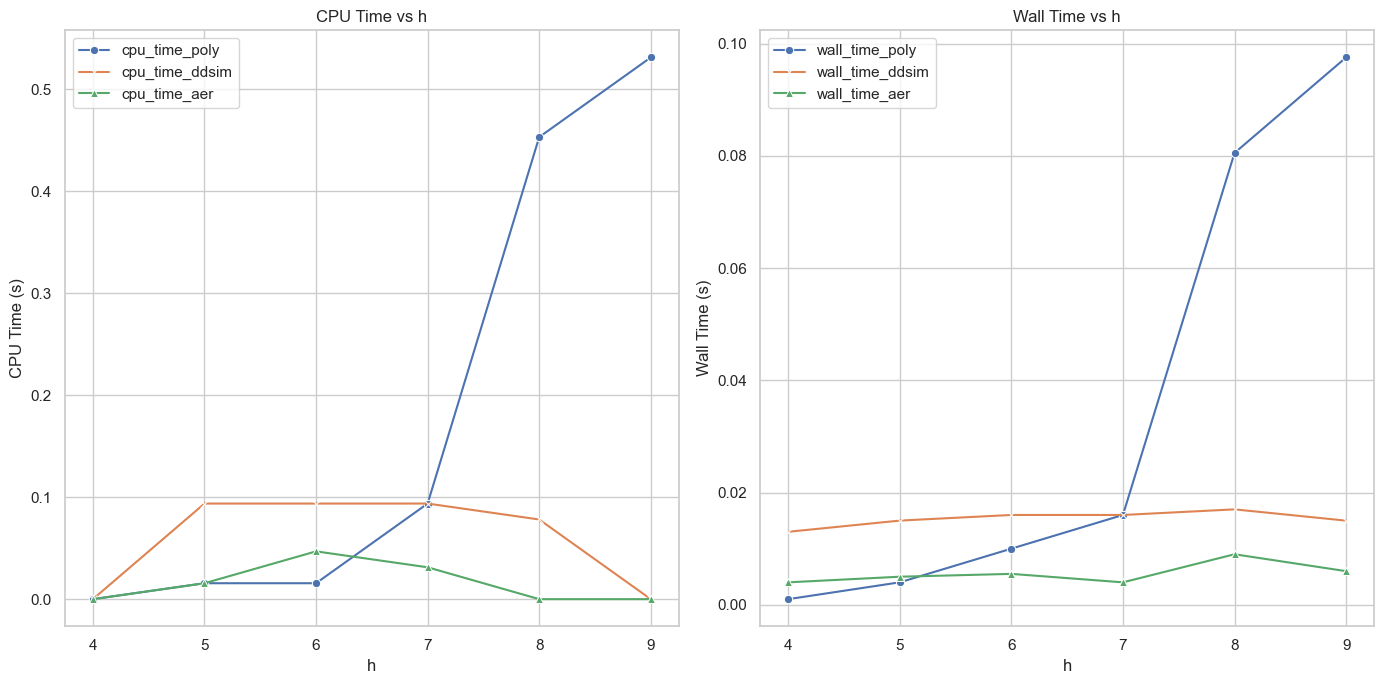 CPU Time vs h
cpu_time_poly
cpu_time_ddsim
cpu_time_aer
0.5
0.4
0.3
0.2
0.1
0.0
CPU Time (s)
4 5 6 7 8 9
h
Wall Time vs h
wall_time_poly
wall_time_ddsim
wall_time_aer
0.10
0.08
0.06
0.04
0.02
0.00
Wall Time (s)
4 5 6 7 8 9
h